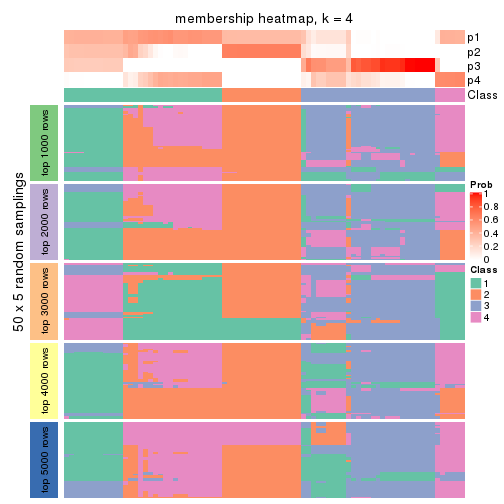 membership heatmap, k = 4
p1
p2
p3
p4
Class
50 x 5 random samplings
top 1000 rows
top 2000 rows
top 3000 rows
top 4000 rows
top 5000 rows
Prob
1
0.8
0.6
0.4
0.2
0
Class
1
2
3
4